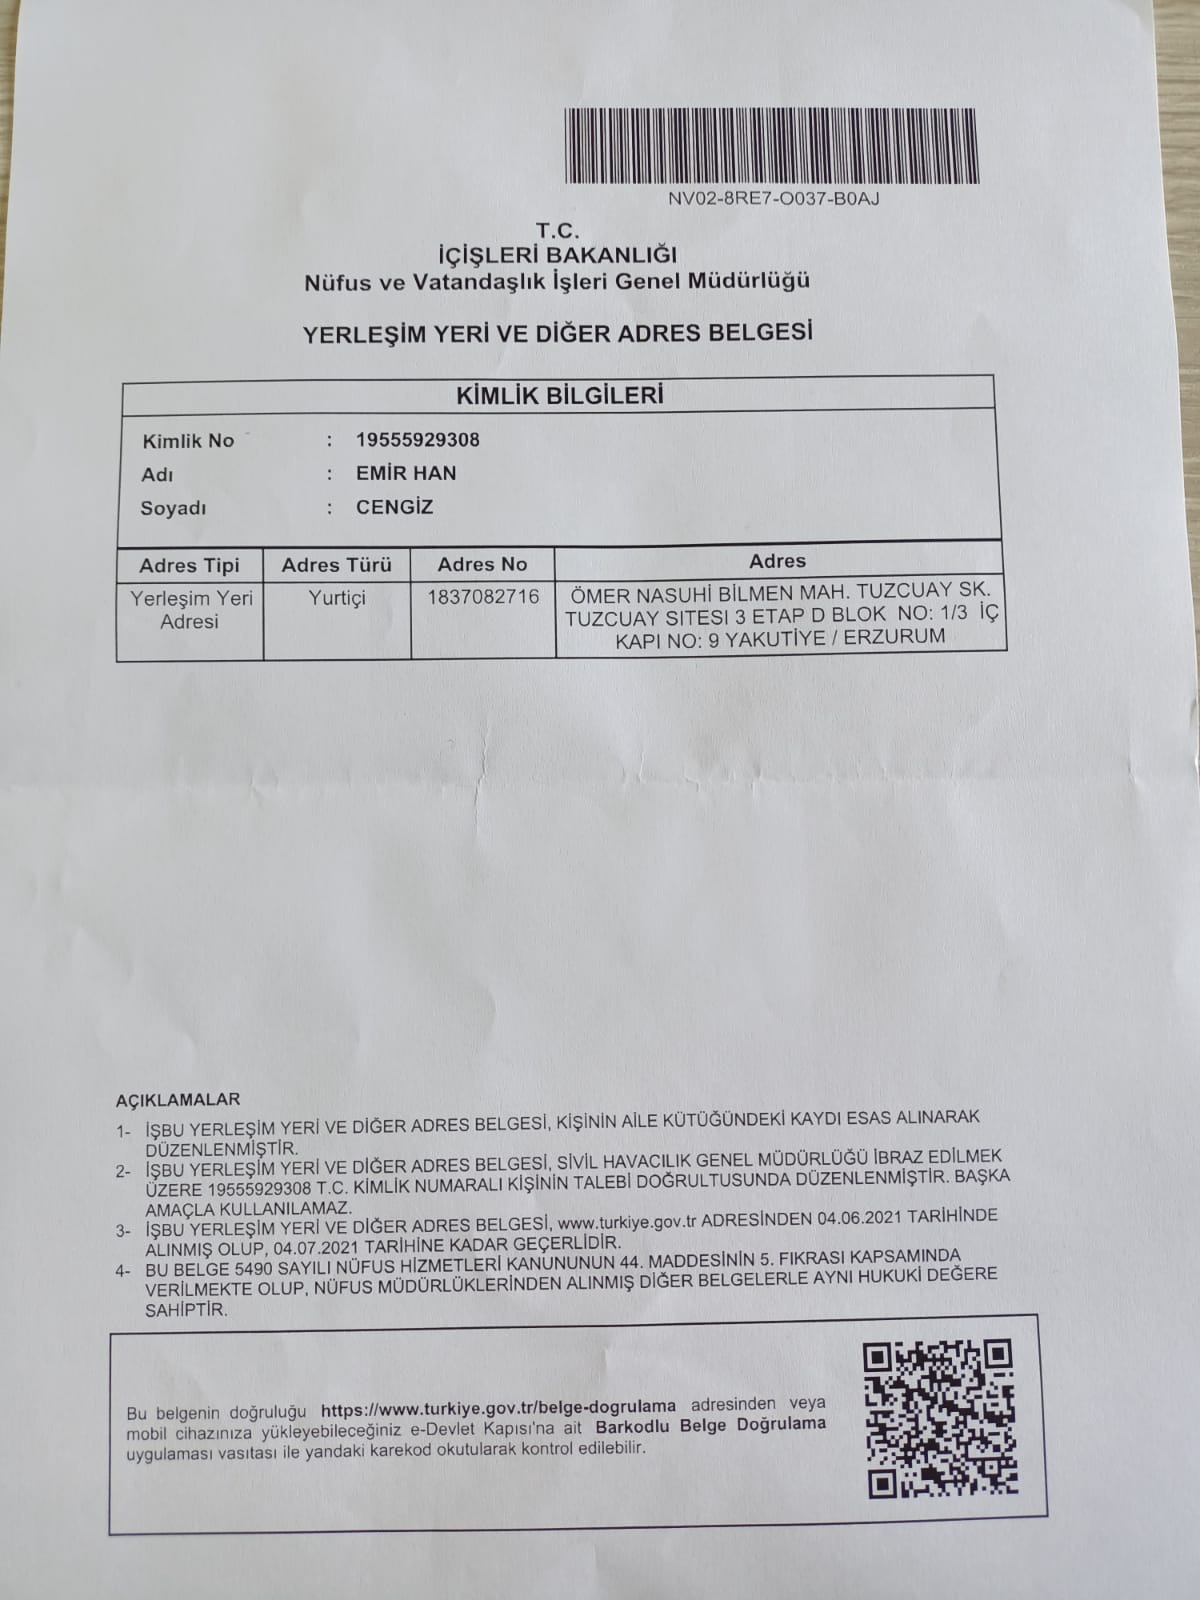 NV02-8RE7-O037-B0AJ
T.C.
İÇİŞLERİ BAKANLIĞI
Nüfus ve Vatandaşlık İşleri Genel Müdürlüğü
YERLEŞİM YERİ VE DİĞER ADRES BELGESİ
KİMLİK BİLGİLERİ
Kimlik No : 19555929308
Adı : EMİR HAN
Soyadı : CENGİZ
Adres Tipi Adres Türü Adres No Adres
Yerleşim Yeri Adresi Yurtiçi 1837082716 ÖMER NASUHİ BİLMEN MAH. TUZCUAY SK.
TUZCUAY SITESI 3 ETAP D BLOK NO: 1/3 İÇ
KAPI NO: 9 YAKUTİYE / ERZURUM
AÇIKLAMALAR
1- İŞBU YERLEŞİM YERİ VE DİĞER ADRES BELGESİ, KİŞİNİN AİLE KÜTÜĞÜNDEKİ KAYDI ESAS ALINARAK
DÜZENLENMİŞTİR.
2- İŞBU YERLEŞİM YERİ VE DİĞER ADRES BELGESİ, SİVİL HAVACILIK GENEL MÜDÜRLÜĞÜ İBRAZ EDİLMEK
ÜZERE 19555929308 T.C. KİMLİK NUMARALI KİŞİNİN TALEBİ DOĞRULTUSUNDA DÜZENLENMİŞTİR. BAŞKA
AMAÇLA KULLANILAMAZ.
3- İŞBU YERLEŞİM YERİ VE DİĞER ADRES BELGESİ, www.turkiye.gov.tr ADRESİNDEN 04.06.2021 TARİHİNDE
ALINMIŞ OLUP, 04.07.2021 TARİHİNE KADAR GEÇERLİDİR.
4- BU BELGE 5490 SAYILI NÜFUS HİZMETLERİ KANUNUNUN 44. MADDESİNİN 5. FIKRASI KAPSAMINDA
VERİLMEKTE OLUP, NÜFUS MÜDÜRLÜKLERİNDEN ALINMIŞ DİĞER BELGELERLE AYNI HUKUKİ DEĞERE
SAHİPTİR.
Bu belgenin doğruluğu https://www.turkiye.gov.tr/belge-dogrulama adresinden veya
mobil cihazınıza yükleyebileceğiniz e-Devlet Kapısı'na ait Barkodlu Belge Doğrulama
uygulaması vasıtası ile yandaki karekod okutularak kontrol edilebilir.